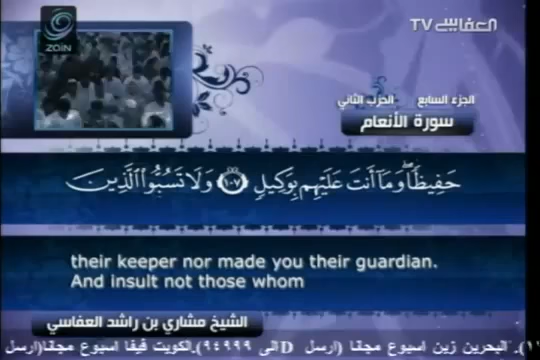 zain
العفاسي TV
الجزء السابع الحزب الثاني
سورة الأنعام
حَفِيظًا ۖ وَمَا أَنتَ عَلَيْهِم بِوَكِيلٍ ١٠٧ وَلَا تَسُبُّوا الَّذِينَ
their keeper nor made you their guardian.
And insult not those whom
الشيخ مشاري بن راشد العفاسي
البحرين زين اسبوع مجانا (ارسل D الى ٩٤٩٩٩). الكويت فيفا اسبوع مجانا(ارسل